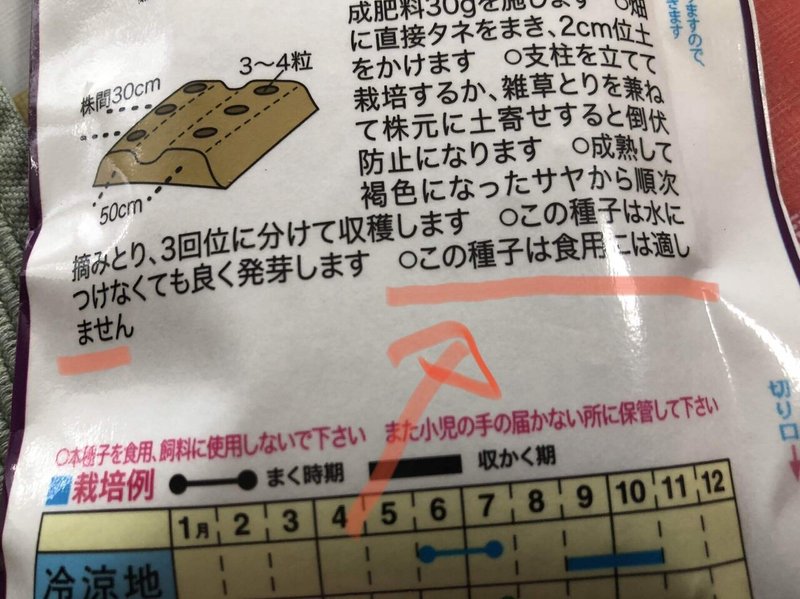 成肥料30gを施します ○畑
に直接タネをまき、2cm位土
をかけます ○支柱を立てて
栽培するか、雑草とりを兼ね
て株元に土寄せすると倒伏
防止になります ○成熟して
褐色になったサヤから順次
摘みとり、3回位に分けて収穫します ○この種子は水に
つけなくても良く発芽します ○この種子は食用には適し
ません
3〜4粒
株間30cm
50cm
ますので、
きます
切り口
○本種子を食用、飼料に使用しないで下さい また小児の手の届かない所に保管して下さい
栽培例 まく時期 収かく期
1月 2 3 4 5 6 7 8 9 10 11 12
冷涼地